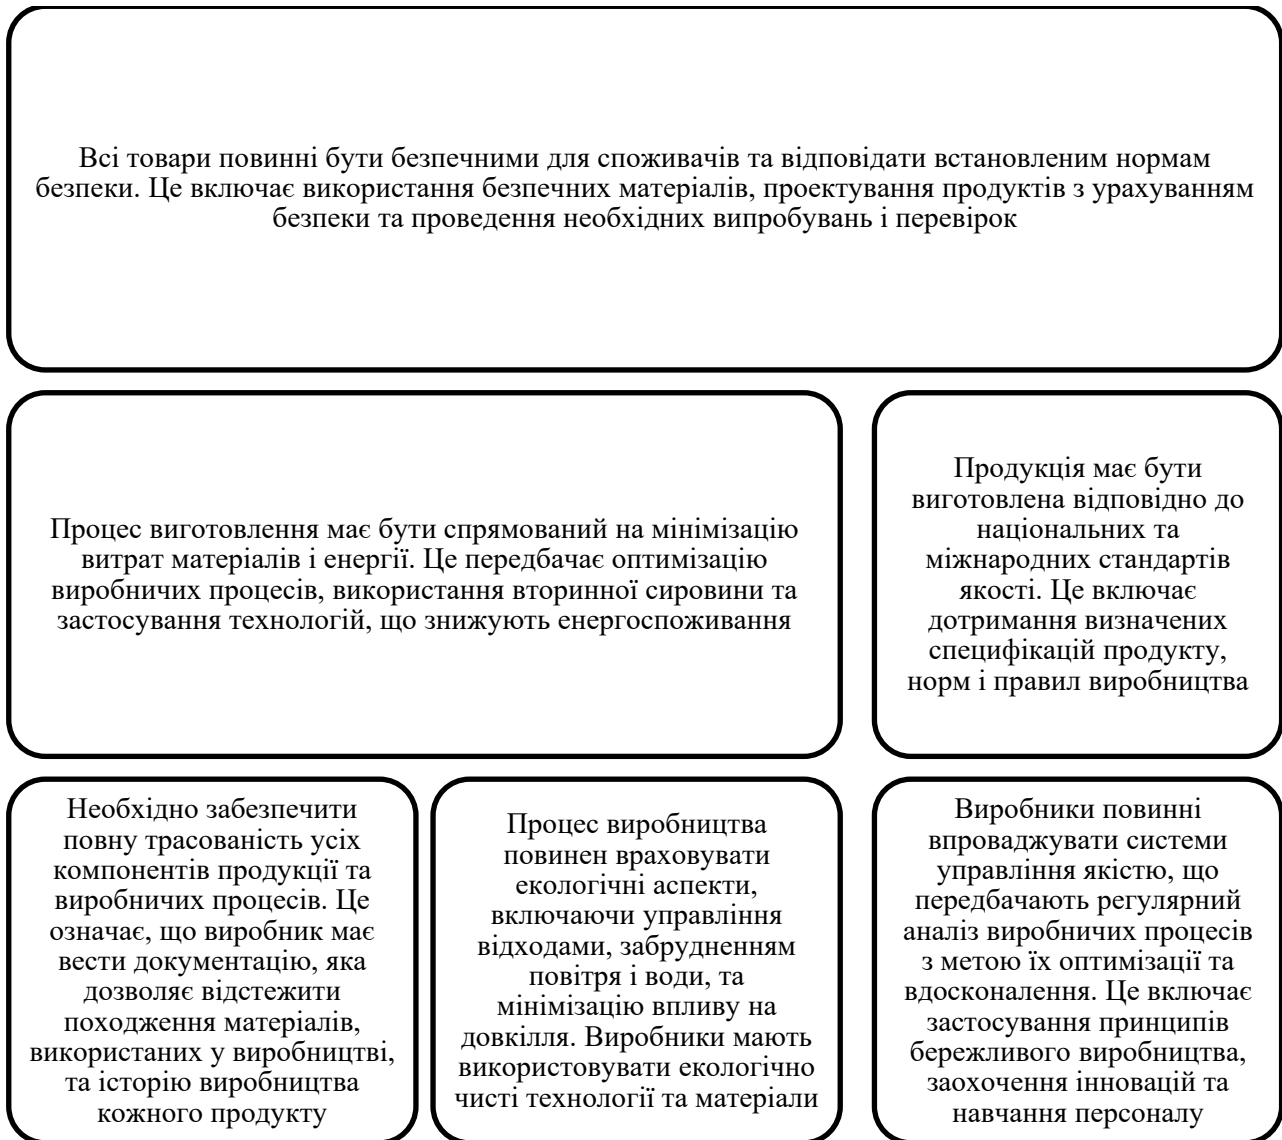 Всі товари повинні бути безпечними для споживачів та відповідати встановленим нормам
безпеки. Це включає використання безпечних матеріалів, проектування продуктів з урахуванням
безпеки та проведення необхідних випробувань і перевірок
Процес виготовлення має бути спрямований на мінімізацію
витрат матеріалів і енергії. Це передбачає оптимізацію
виробничих процесів, використання вторинної сировини та
застосування технологій, що знижують енергоспоживання
Продукція має бути
виготовлена відповідно до
національних та
міжнародних стандартів
якості. Це включає
дотримання визначених
специфікацій продукту,
норм і правил виробництва
Необхідно забезпечити
повну трасованість усіх
компонентів продукції та
виробничих процесів. Це
означає, що виробник має
вести документацію, яка
дозволяє відстежити
походження матеріалів,
використаних у виробництві,
та історію виробництва
кожного продукту
Процес виробництва
повинен враховувати
екологічні аспекти,
включаючи управління
відходами, забрудненням
повітря і води, та
мінімізацію впливу на
довкілля. Виробники мають
використовувати екологічно
чисті технології та матеріали
Виробники повинні
впроваджувати системи
управління якістю, що
передбачають регулярний
аналіз виробничих процесів
з метою їх оптимізації та
вдосконалення. Це включає
застосування принципів
бережливого виробництва,
заохочення інновацій та
навчання персоналу